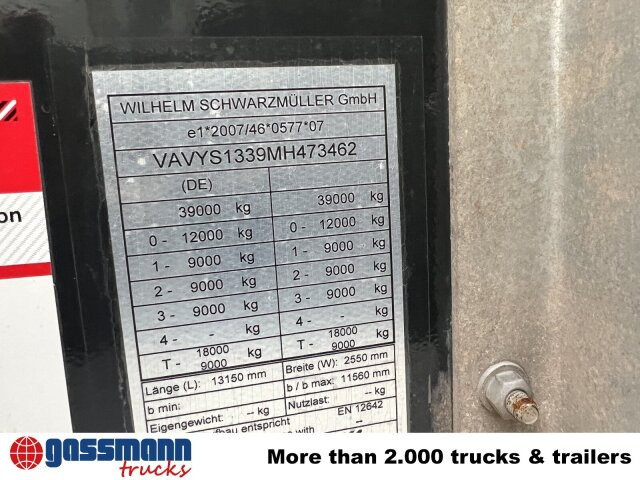 WILHELM SCHWARZMÜLLER GmbH
e1*2007/46*0577*07
VAVYS1339MH473462
(DE)
39000 kg 39000 kg
0 - 12000 kg 0 - 12000 kg
1 - 9000 kg 1 - 9000 kg
2 - 9000 kg 2 - 9000 kg
3 - 9000 kg 3 - 9000 kg
4 - - kg 4 - - kg
T - 18000 9000 kg T - 18000 9000 kg
Länge (L): 13150 mm Breite (W): 2550 mm
b min: b / b max: 11560 mm
Eigengewicht: -- kg Nutzlast: -- kg
entspricht EN 12642
with --
on
gassmann trucks
More than 2.000 trucks & trailers